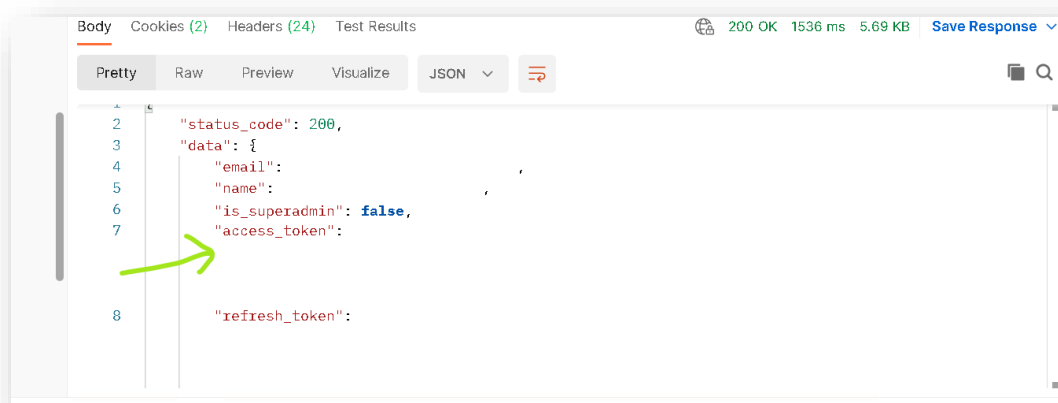 Body Cookies (2) Headers (24) Test Results 200 OK 1536 ms 5.69 KB Save Response
Pretty Raw Preview Visualize JSON
1 {
2 "status_code": 200,
3 "data": {
4 "email": ,
5 "name": ,
6 "is_superadmin": false,
7 "access_token":
8 "refresh_token":